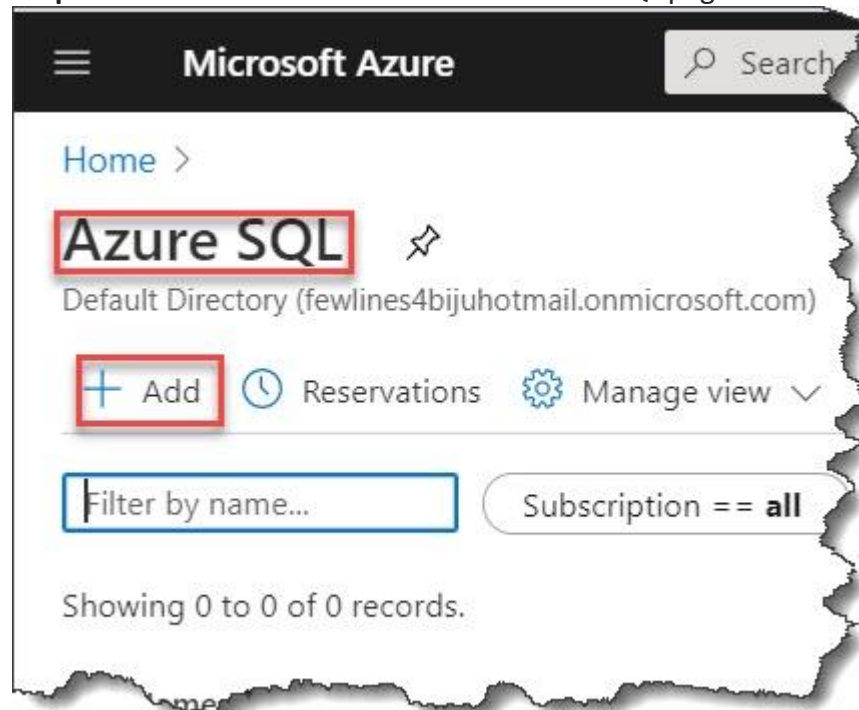 Microsoft Azure
Search
Home >
Azure SQL
Default Directory (fewlines4bijuhotmail.onmicrosoft.com)
+ Add Reservations Manage view
Filter by name... Subscription == all
Showing 0 to 0 of 0 records.